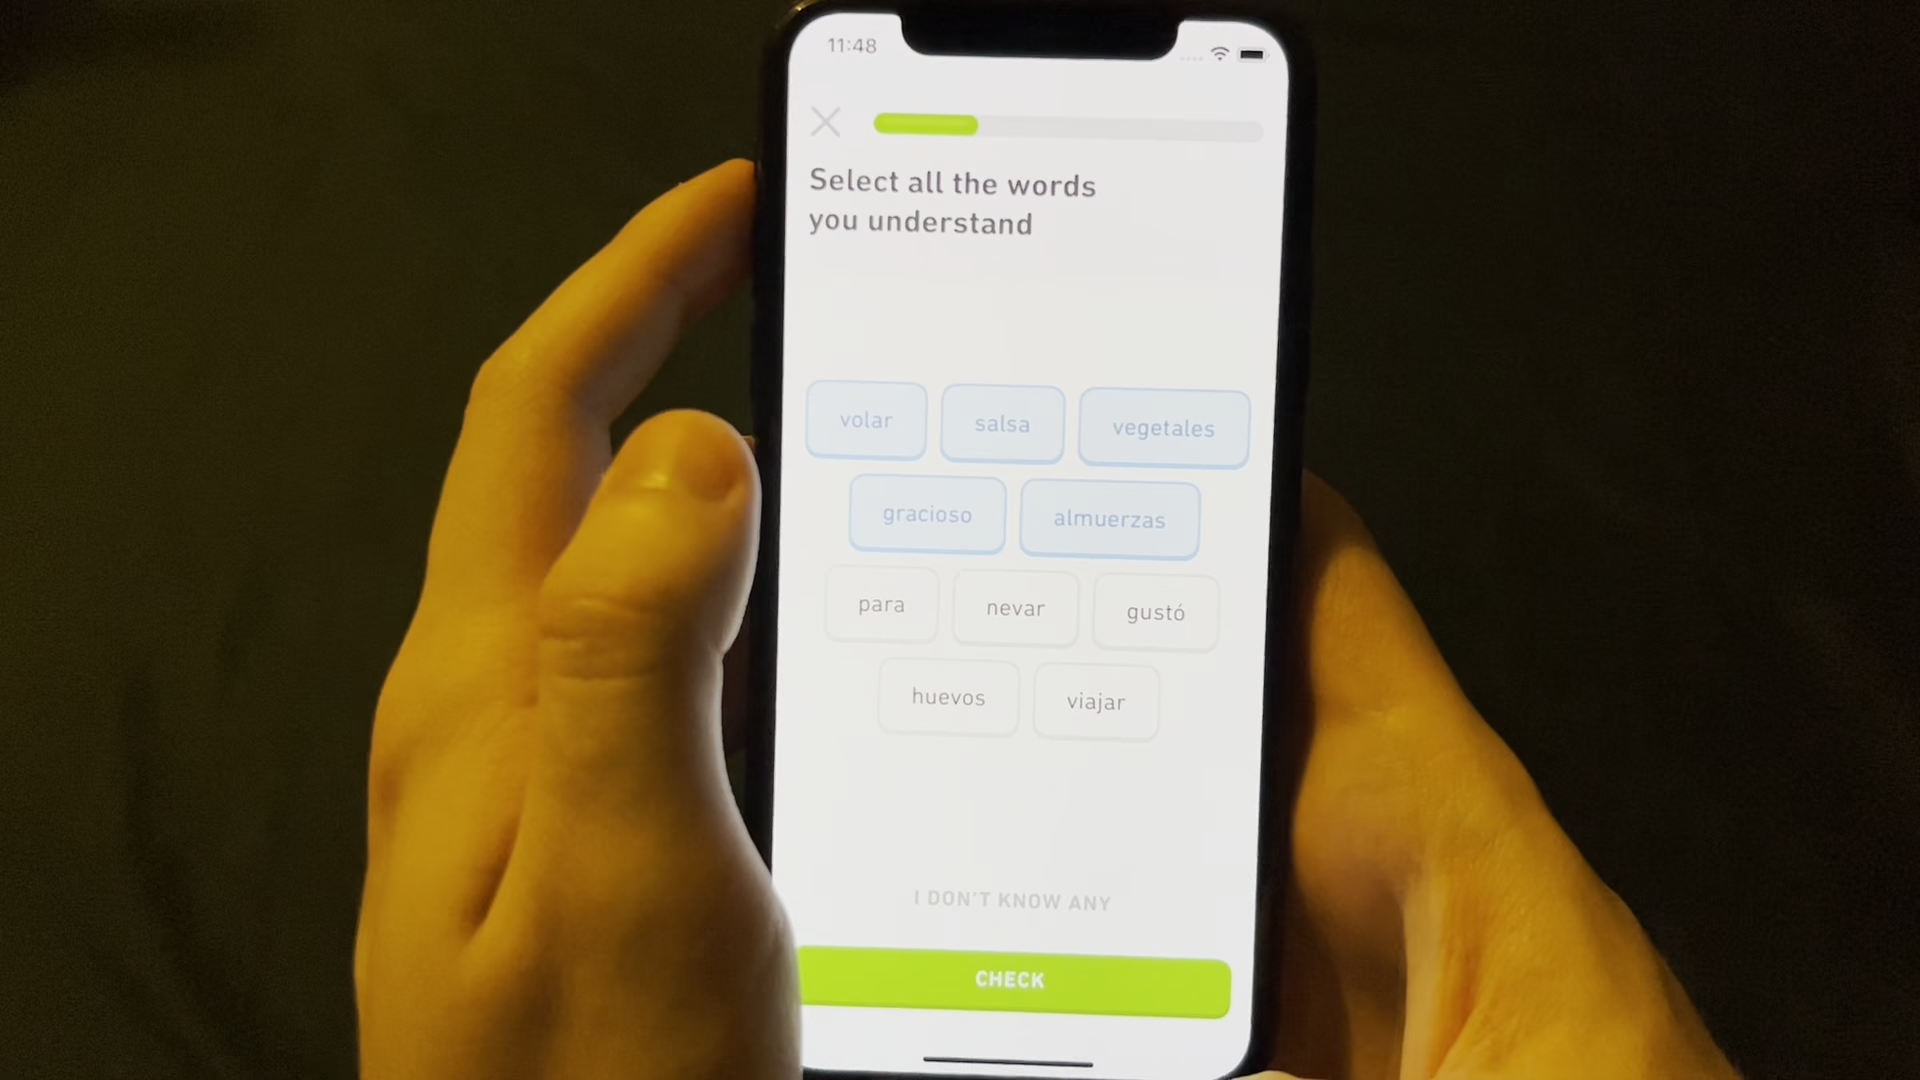 11:48
Select all the words
you understand
volar salsa vegetales
gracioso almuerzas
para nevar gustó
huevos viajar
I DON'T KNOW ANY
CHECK